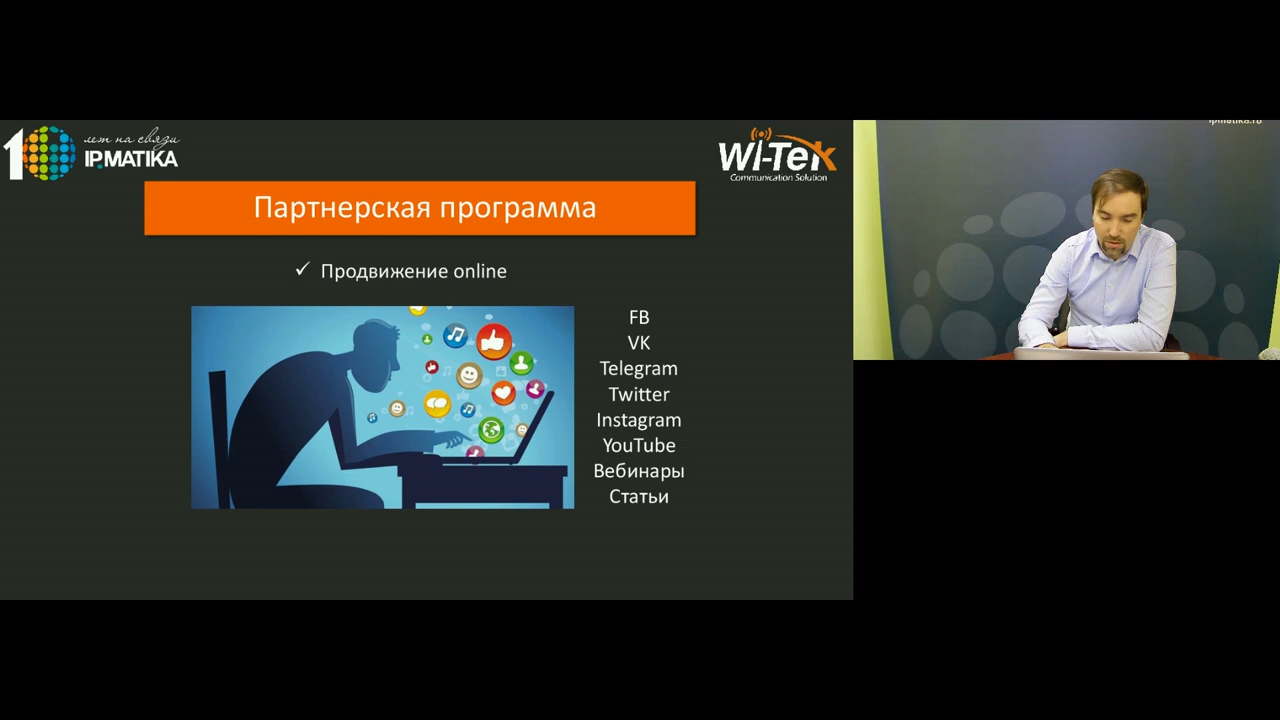 10 лет на связи
IPMATIKA
Wi-Tek
Communication Solution
Партнерская программа
✓ Продвижение online
FB
VK
Telegram
Twitter
Instagram
YouTube
Вебинары
Статьи
ipmatika.ru